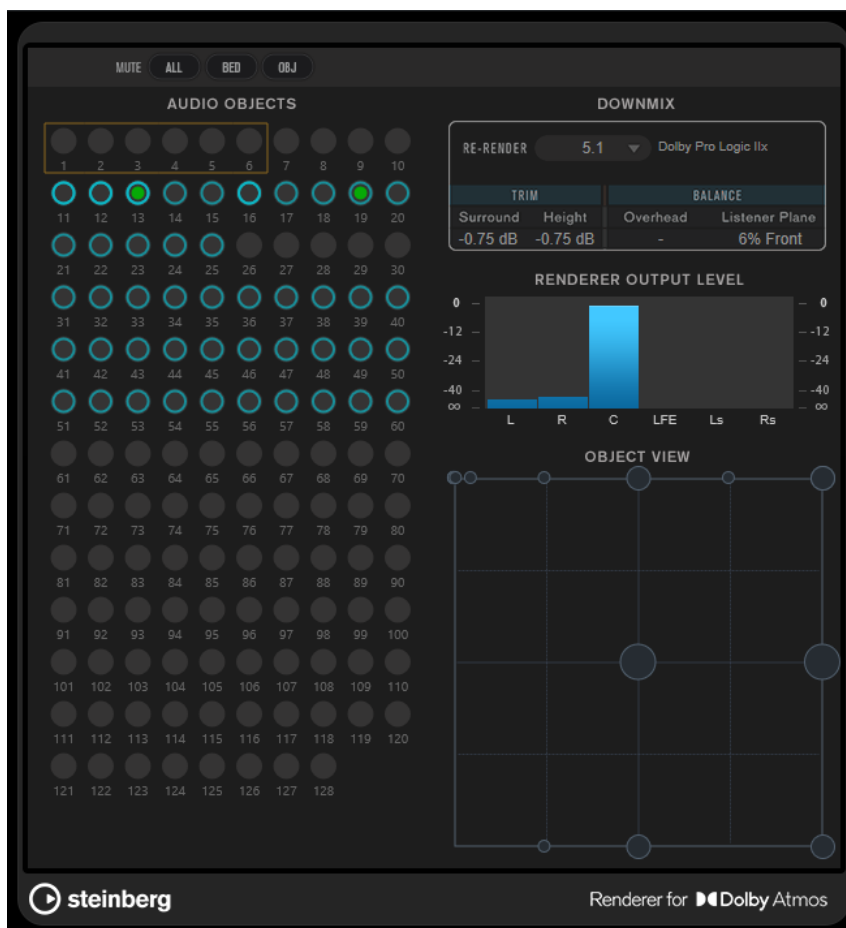 MUTE ALL BED OBJ
AUDIO OBJECTS
1 2 3 4 5 6 7 8 9 10
11 12 13 14 15 16 17 18 19 20
21 22 23 24 25 26 27 28 29 30
31 32 33 34 35 36 37 38 39 40
41 42 43 44 45 46 47 48 49 50
51 52 53 54 55 56 57 58 59 60
61 62 63 64 65 66 67 68 69 70
71 72 73 74 75 76 77 78 79 80
81 82 83 84 85 86 87 88 89 90
91 92 93 94 95 96 97 98 99 100
101 102 103 104 105 106 107 108 109 110
111 112 113 114 115 116 117 118 119 120
121 122 123 124 125 126 127 128
DOWNMIX
RE-RENDER 5.1 Dolby Pro Logic IIx
TRIM BALANCE
Surround Height Overhead Listener Plane
-0.75 dB -0.75 dB - 6% Front
RENDERER OUTPUT LEVEL
0 0
-12 -12
-24 -24
-40 -40
∞ ∞
L R C LFE Ls Rs
OBJECT VIEW
steinberg
Renderer for Dolby Atmos